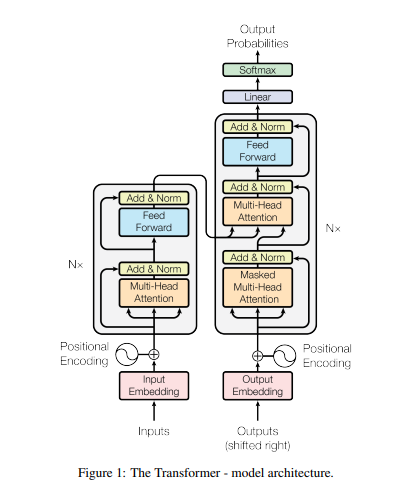 Output
Probabilities
Softmax
Linear
Add & Norm
Feed
Forward
Add & Norm
Multi-Head
Attention
Nx
Add & Norm
Masked
Multi-Head
Attention
Add & Norm
Feed
Forward
Nx
Add & Norm
Multi-Head
Attention
Positional
Encoding
Positional
Encoding
Input
Embedding
Output
Embedding
Inputs
Outputs
(shifted right)
Figure 1: The Transformer - model architecture.